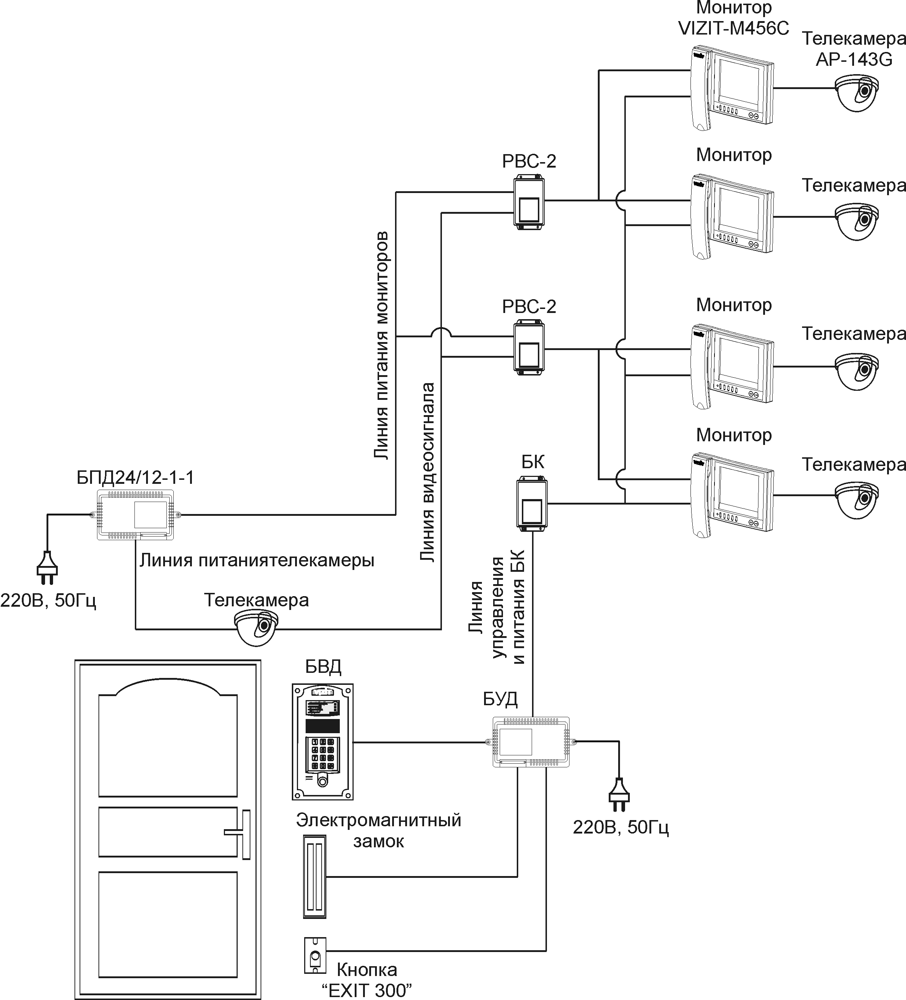 Монитор
VIZIT-M456C
Телекамера
AP-143G
РВС-2
Монитор
Телекамера
РВС-2
Монитор
Телекамера
Линия питания мониторов
Линия видеосигнала
Монитор
Телекамера
БК
БПД24/12-1-1
Линия питаниятелекамеры
Линия
управления
и питания БК
220В, 50Гц
Телекамера
БВД
БУД
Электромагнитный
замок
220В, 50Гц
Кнопка
“EXIT 300”